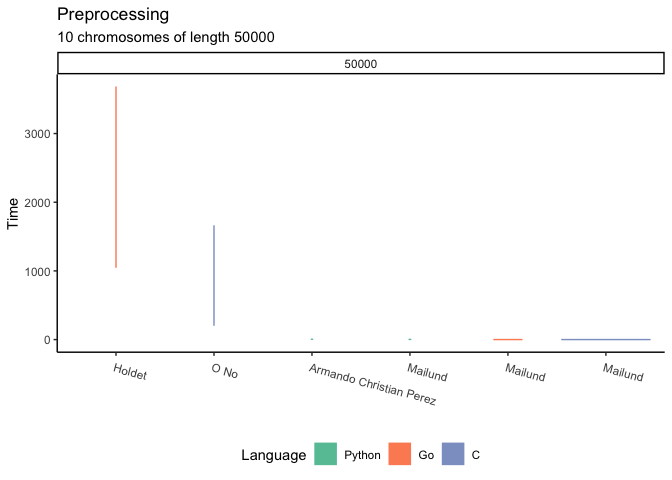 Preprocessing
10 chromosomes of length 50000
50000
Time
3000
2000
1000
0
Holdet
O No
Armando Christian Perez
Mailund
Mailund
Mailund
Language
Python
Go
C